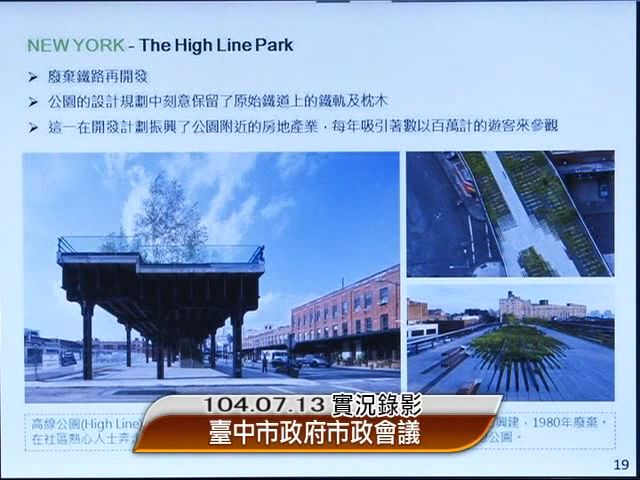 NEW YORK - The High Line Park
➢ 廢棄鐵路再開發
➢ 公園的設計規劃中刻意保留了原始鐵道上的鐵軌及枕木
➢ 這一在開發計劃振興了公園附近的房地產業，每年吸引著數以百萬計的遊客來參觀
高線公園(High Line)
興建，1980年廢棄。
在社區熱心人士奔
公園。
104.07.13 實況錄影
臺中市政府市政會議
19